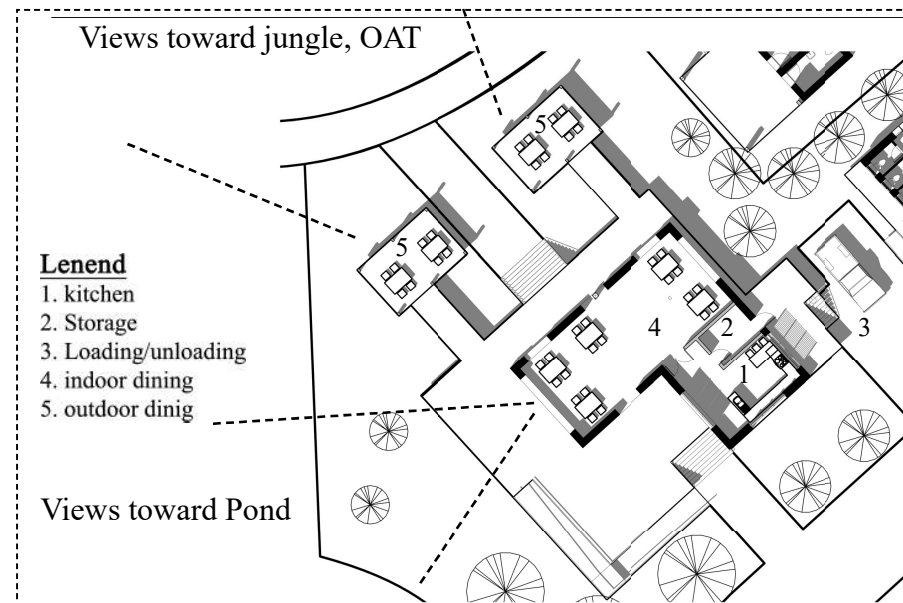 Views toward jungle, OAT
5
5
Lenend
1. kitchen
2. Storage
3. Loading/unloading
4. indoor dining
5. outdoor dinig
4
2
3
1
Views toward Pond